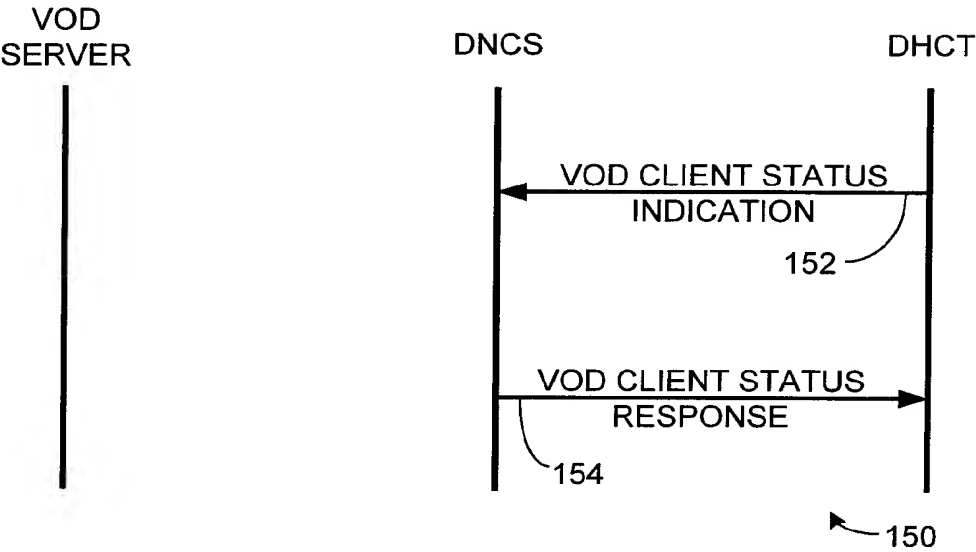 VOD
SERVER
DNCS
DHCT
VOD CLIENT STATUS
INDICATION
152
VOD CLIENT STATUS
RESPONSE
154
150